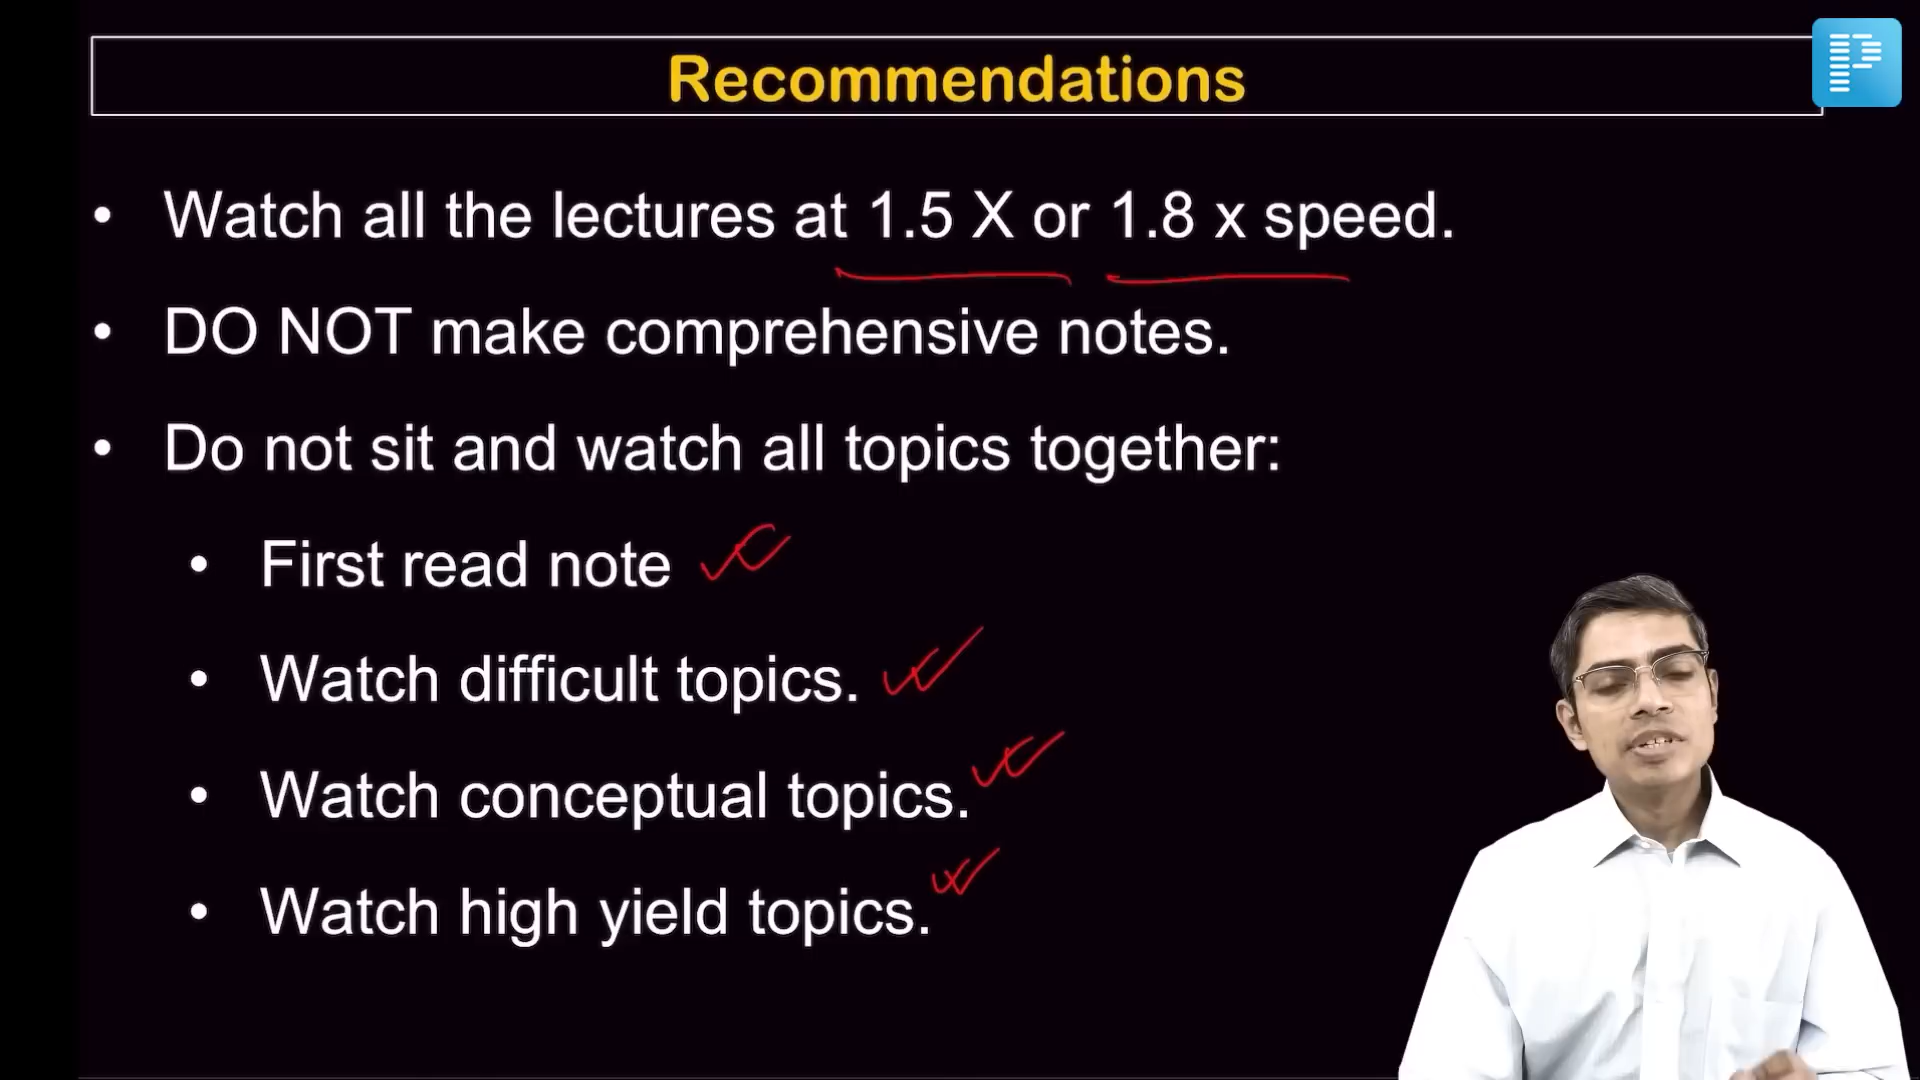 Recommendations
• Watch all the lectures at 1.5 X or 1.8 x speed.
• DO NOT make comprehensive notes.
• Do not sit and watch all topics together:
• First read note
• Watch difficult topics.
• Watch conceptual topics.
• Watch high yield topics.